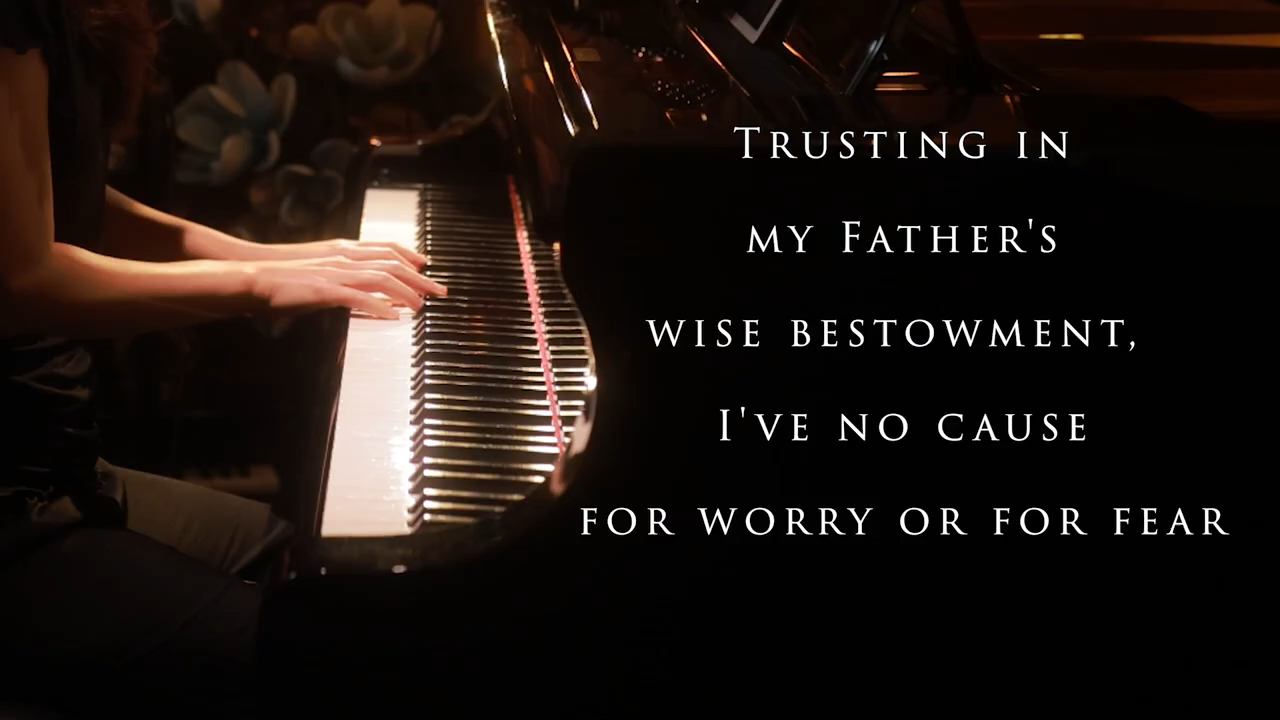 Trusting in
my Father's
wise bestowment,
I've no cause
for worry or for fear